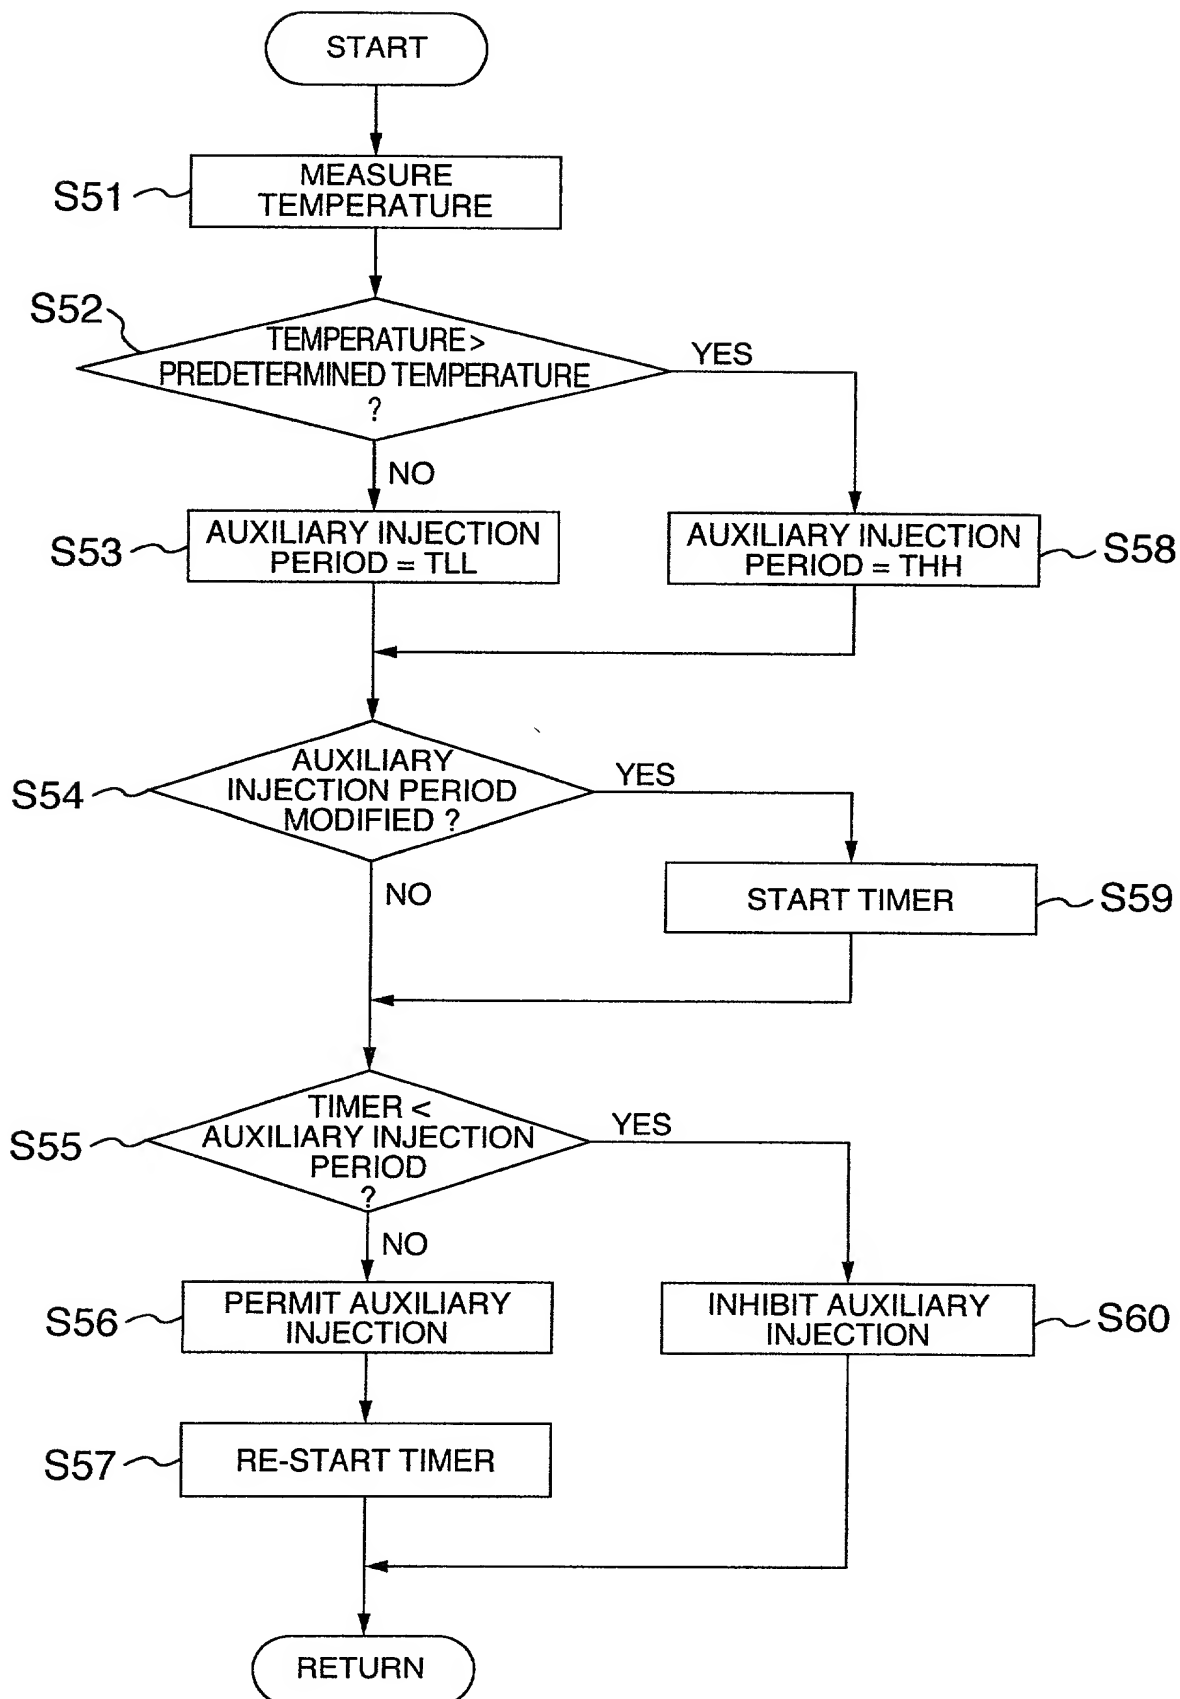 START
S51
MEASURE
TEMPERATURE
S52
TEMPERATURE >
PREDETERMINED TEMPERATURE
?
YES
NO
S53
AUXILIARY INJECTION
PERIOD = TLL
AUXILIARY INJECTION
PERIOD = THH
S58
S54
AUXILIARY
INJECTION PERIOD
MODIFIED ?
YES
NO
START TIMER
S59
S55
TIMER <
AUXILIARY INJECTION
PERIOD
?
YES
NO
S56
PERMIT AUXILIARY
INJECTION
INHIBIT AUXILIARY
INJECTION
S60
S57
RE-START TIMER
RETURN